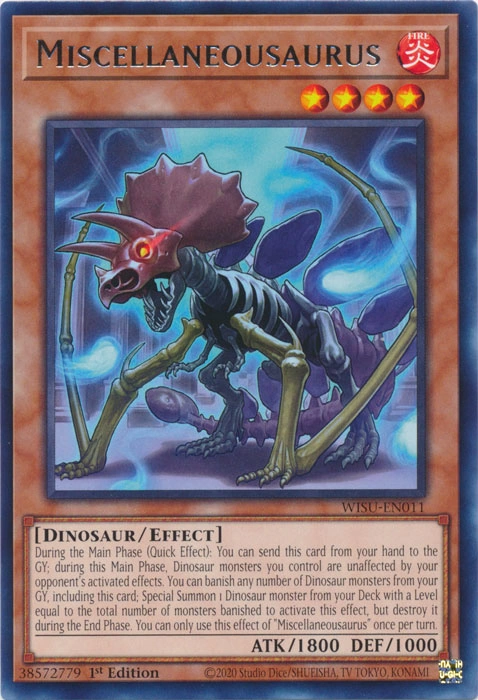 MISCELLANEOUSAURUS
FIRE
炎
WISU-EN011
[DINOSAUR/EFFECT]
During the Main Phase (Quick Effect): You can send this card from your hand to the
GY; during this Main Phase, Dinosaur monsters you control are unaffected by your
opponent's activated effects. You can banish any number of Dinosaur monsters from your
GY, including this card; Special Summon 1 Dinosaur monster from your Deck with a Level
equal to the total number of monsters banished to activate this effect, but destroy it
during the End Phase. You can only use this effect of "Miscellaneousaurus" once per turn.
ATK/1800 DEF/1000
38572779 1st Edition ©2020 Studio Dice/SHUEISHA, TV TOKYO, KONAMI